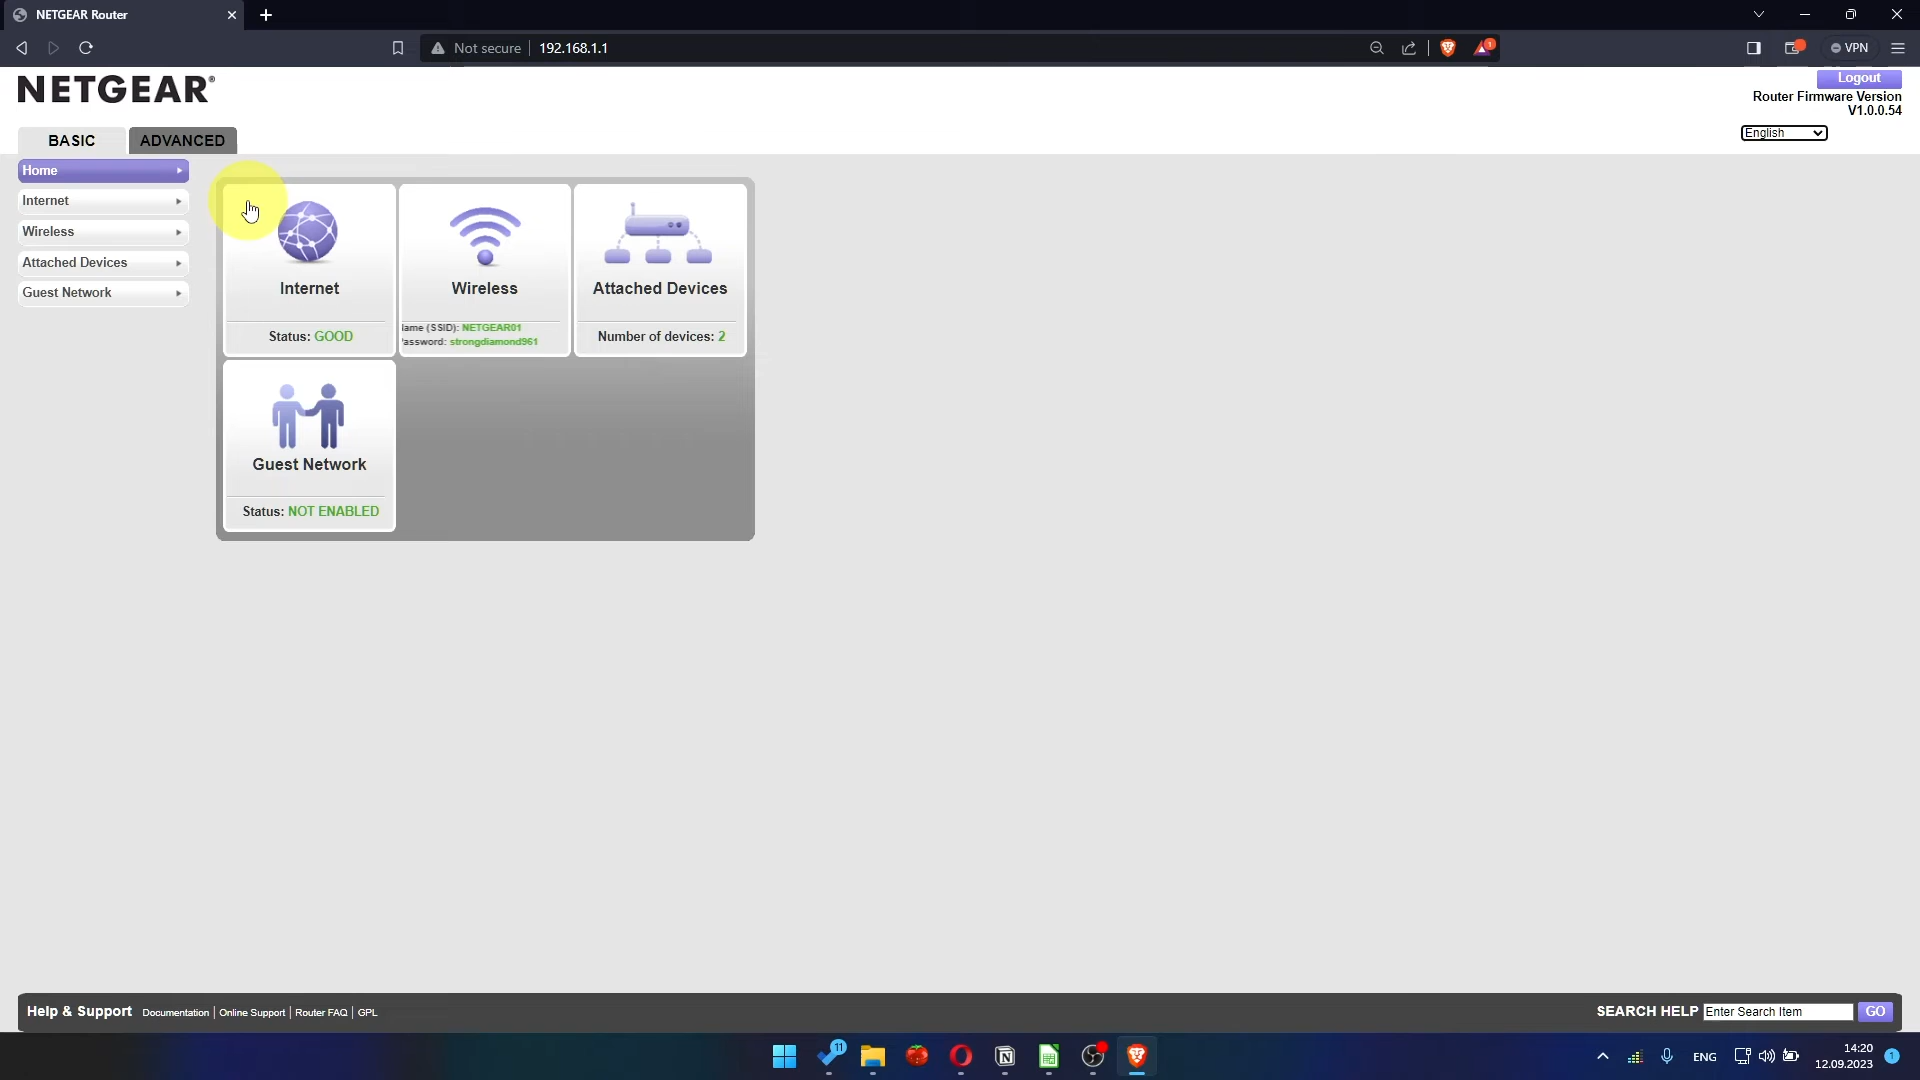 NETGEAR Router
Not secure
192.168.1.1
1
VPN
NETGEAR®
Logout
Router Firmware Version
V1.0.0.54
English
BASIC
ADVANCED
Home
Internet
Wireless
Attached Devices
Guest Network
Internet
Status: GOOD
Wireless
ame (SSID): NETGEAR01
assword: strongdiamond961
Attached Devices
Number of devices: 2
Guest Network
Status: NOT ENABLED
Help & Support
Documentation | Online Support | Router FAQ | GPL
SEARCH HELP
Enter Search Item
GO
11
ENG
14:20
12.09.2023
1